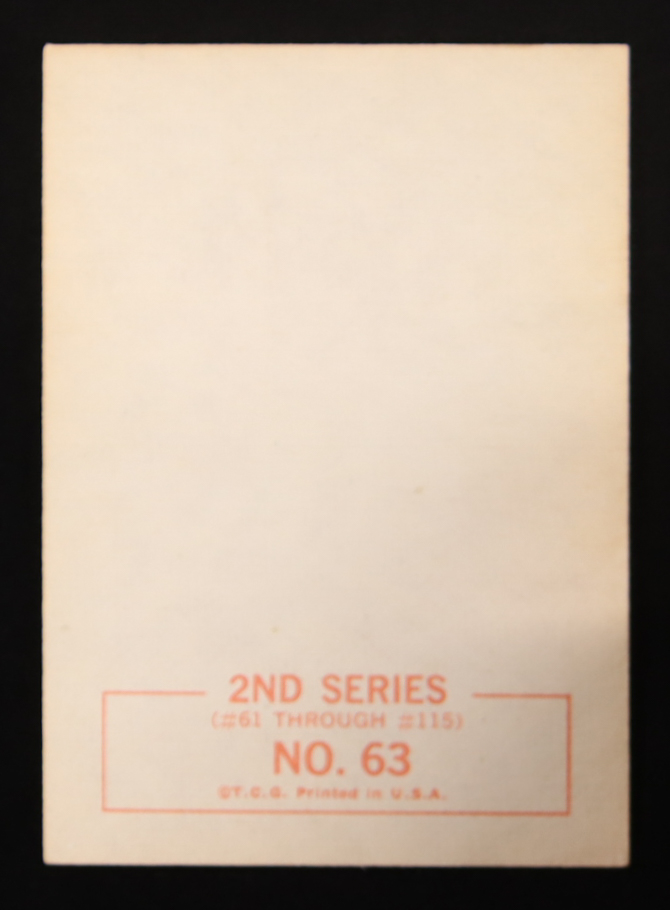 2ND SERIES
(#61 THROUGH #115)
NO. 63
©T.C.G. Printed in U.S.A.